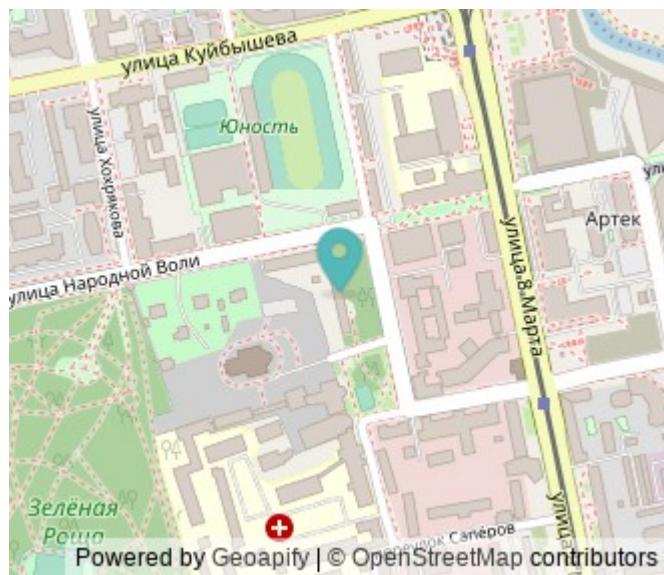 улица Куйбышева
Юность
улица Хохрякова
Артек
улица Народной Воли
улица 8 Марта
Зелёная
Роща
переулок Сапёров
улица
Powered by Geoapify | © OpenStreetMap contributors